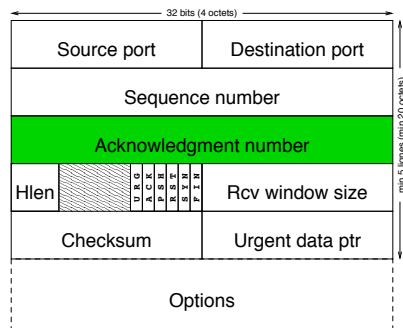 32 bits (4 octets)
Source port
Destination port
Sequence number
Acknowledgment number
Hlen
URG
ACK
PSH
RST
SYN
FIN
Rcv window size
Checksum
Urgent data ptr
Options
min 5 lignes (min 20 octets)